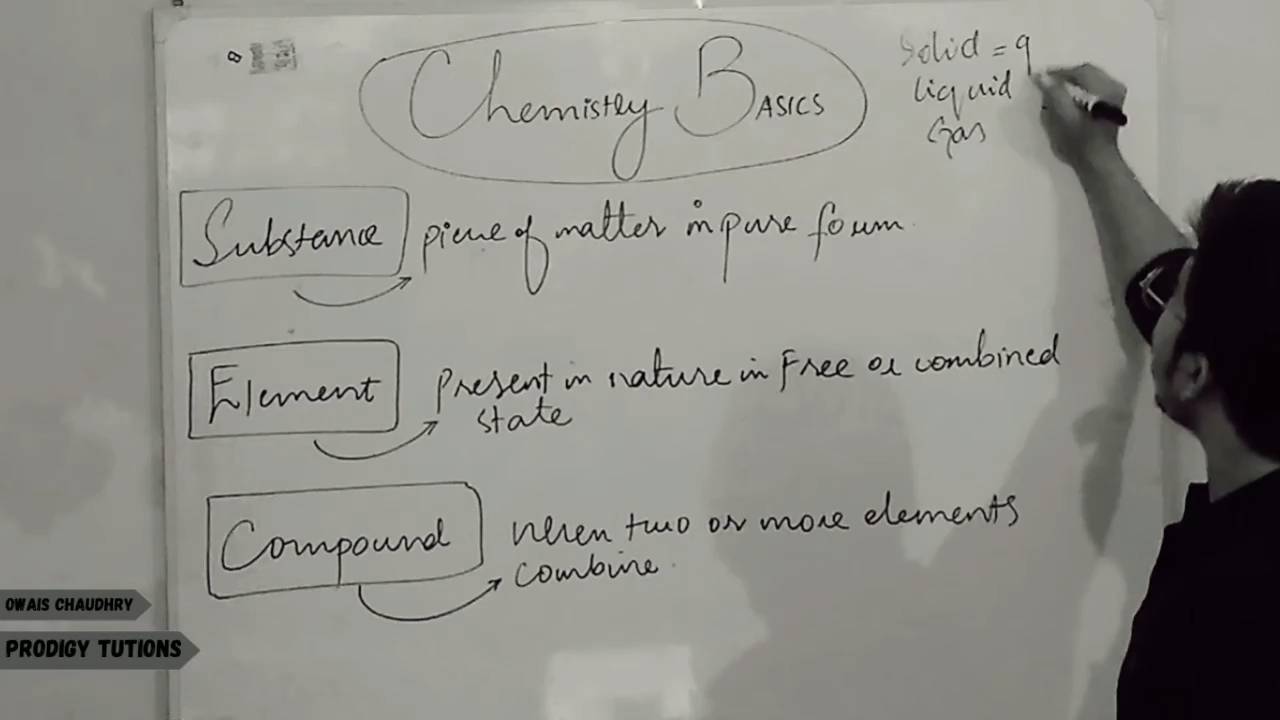 Chemistry BASICS
Solid = 9
liquid
Gas
Substance
piece of matter in pure form.
Element
Present in nature in Free or combined
state
Compound
When two or more elements
combine.
OWAIS CHAUDHRY
PRODIGY TUTIONS